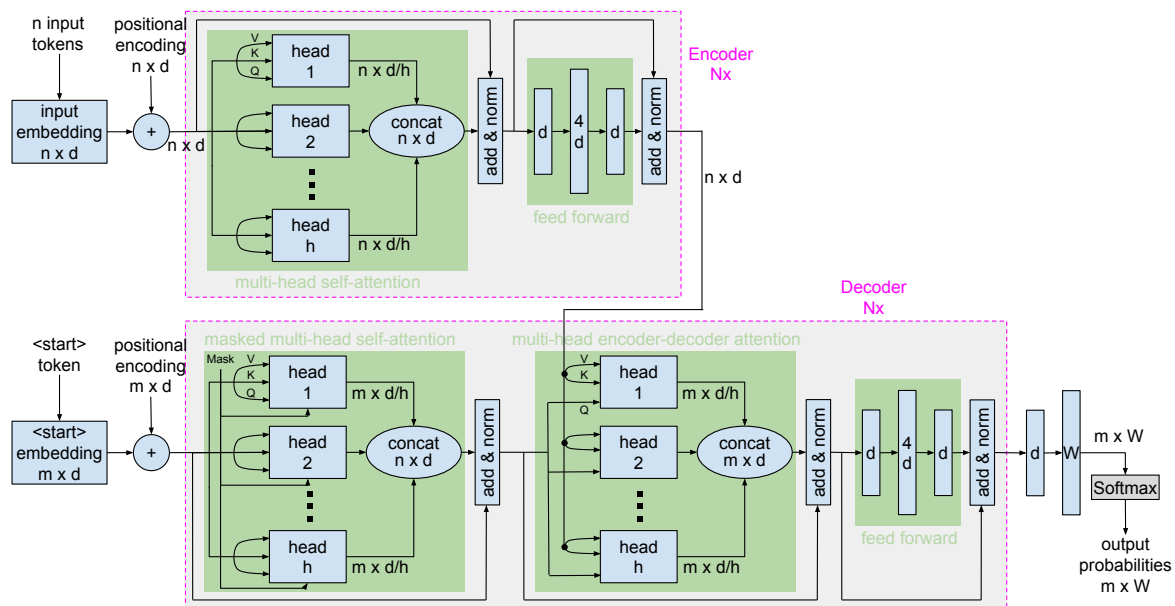 n input
tokens
positional
encoding
n x d
input
embedding
n x d
+
n x d
V
K
Q
head
1
n x d/h
head
2
head
h
n x d/h
concat
n x d
multi-head self-attention
add & norm
d
4
d
d
feed forward
add & norm
Encoder
Nx
n x d
<start>
token
positional
encoding
m x d
<start>
embedding
m x d
+
masked multi-head self-attention
Mask
V
K
Q
head
1
m x d/h
head
2
head
h
m x d/h
concat
n x d
add & norm
multi-head encoder-decoder attention
V
K
Q
head
1
m x d/h
head
2
head
h
m x d/h
concat
m x d
add & norm
d
4
d
d
feed forward
add & norm
Decoder
Nx
d
W
m x W
Softmax
output
probabilities
m x W